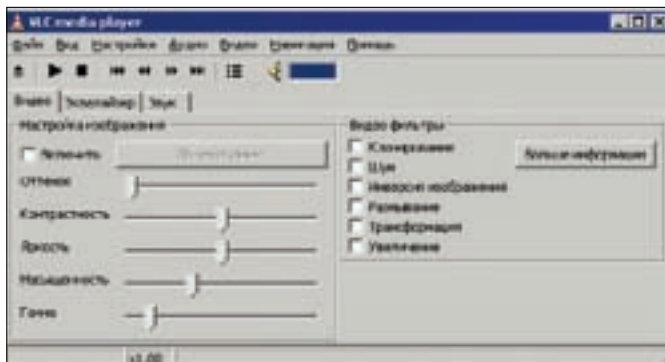 VLC media player
Файл Вид Настройки Аудио Видео Навигация Помощь
Видео Эквалайзер Звук
Настройка изображения
Включить
Оттенок
Контрастность
Яркость
Насыщенность
Гамма
Видео фильтры
Клонирование
Шум
Инверсия изображения
Размывание
Трансформация
Увеличение
Больше информации
x1.00